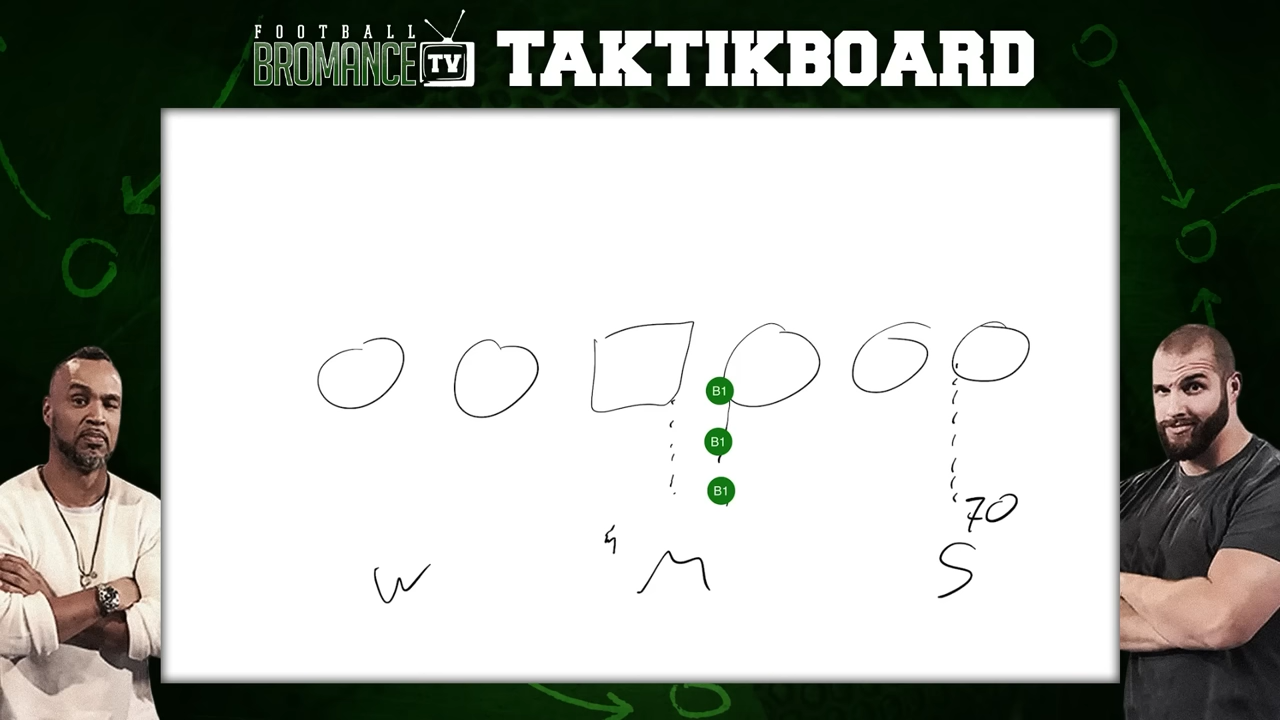 FOOTBALL
BROMANCE TV
TAKTIKBOARD
B1
B1
B1
70
W M S